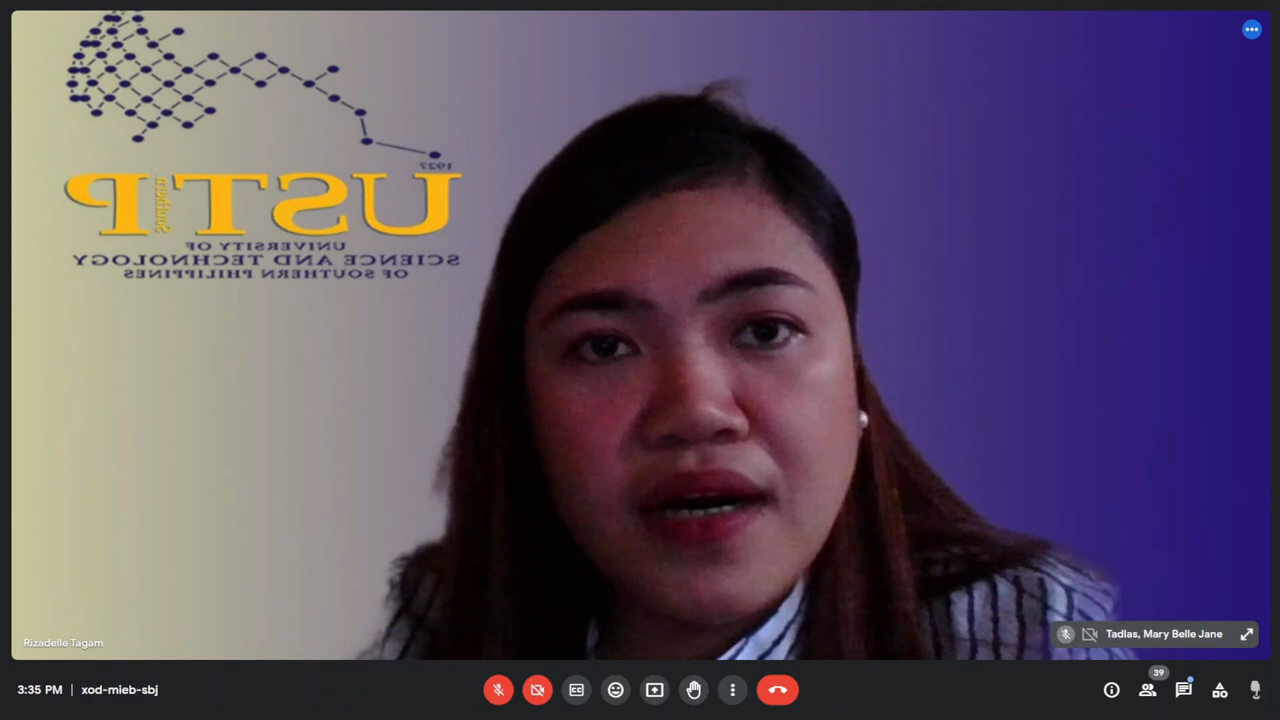 1927
USTP
UNIVERSITY OF
SCIENCE AND TECHNOLOGY
OF SOUTHERN PHILIPPINES
Rizadelle Tagam
Tadlas, Mary Belle Jane
39
3:35 PM | xod-mieb-sbj
CC